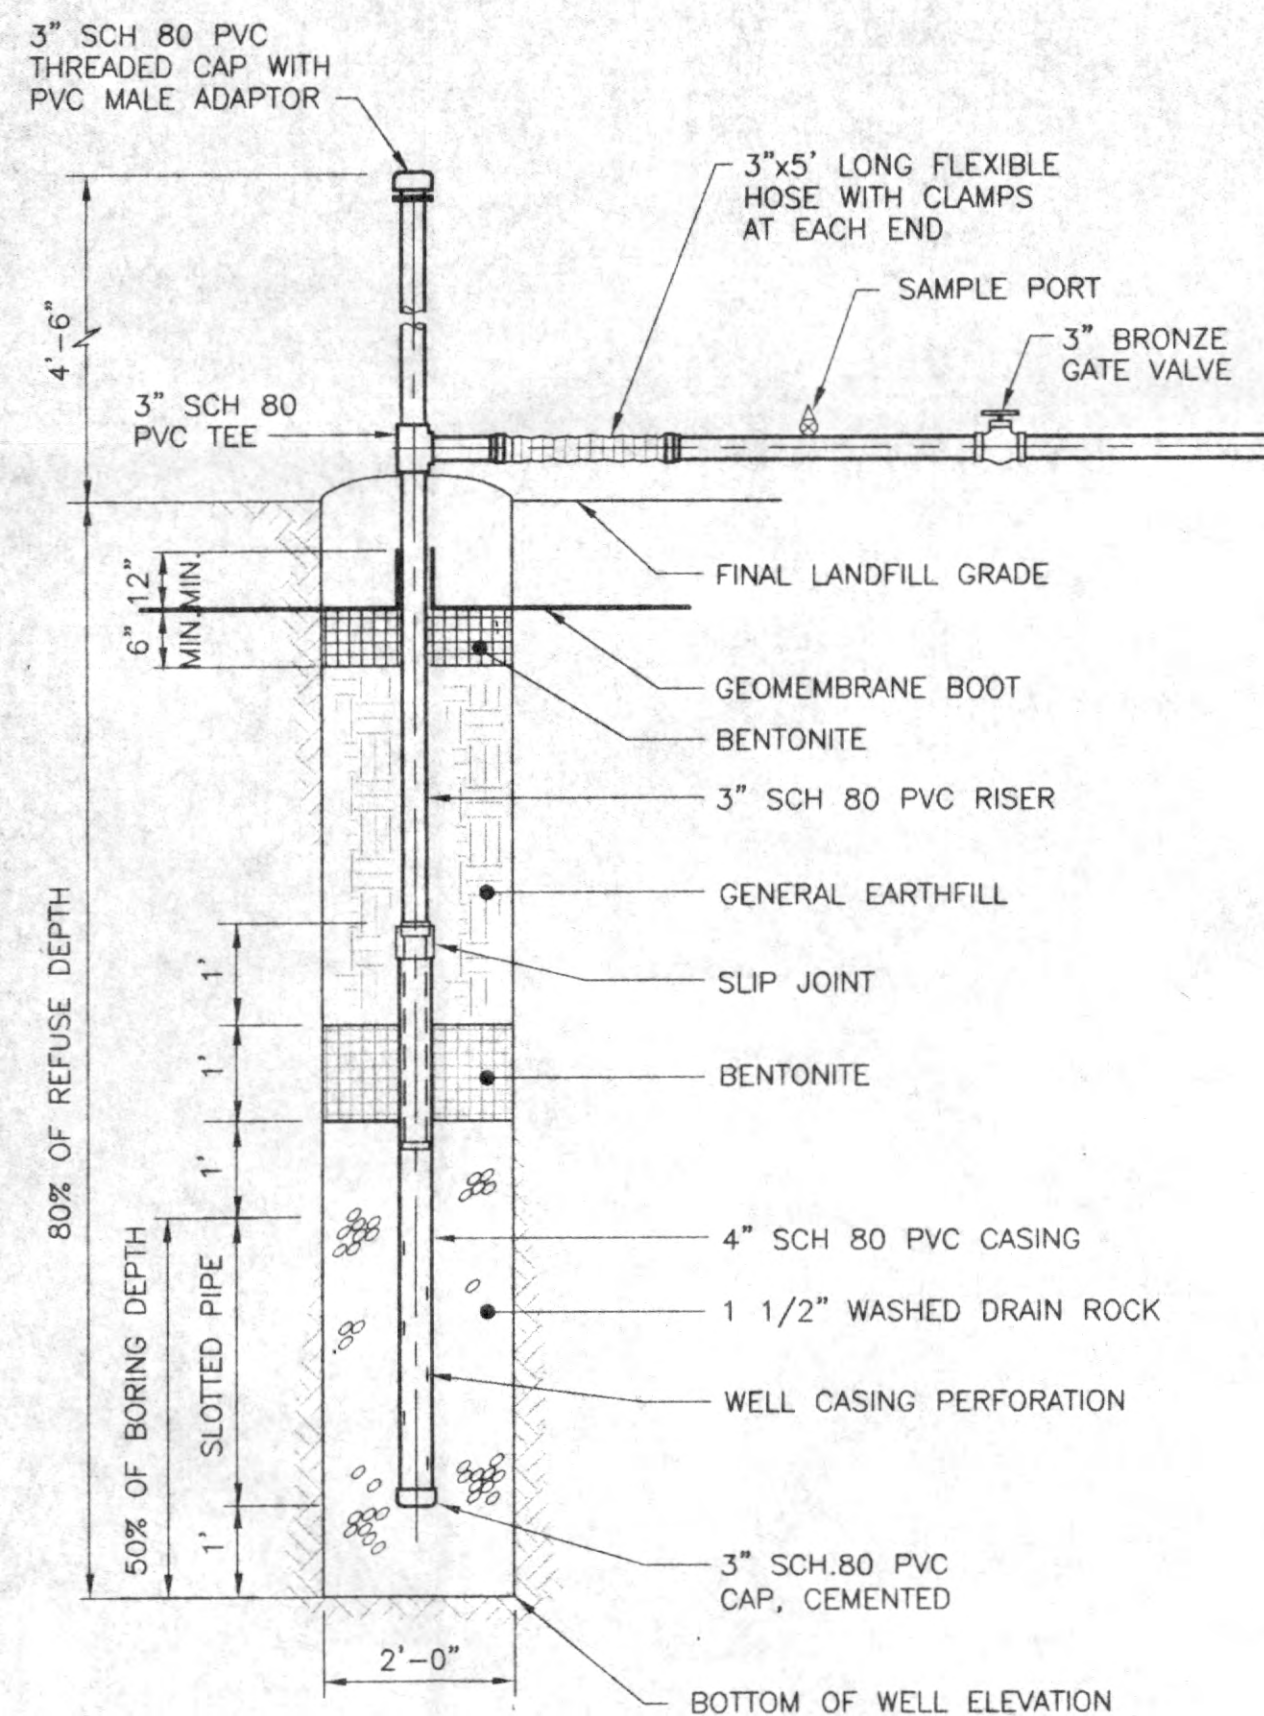 3" SCH 80 PVC
THREADED CAP WITH
PVC MALE ADAPTOR
3"x5' LONG FLEXIBLE
HOSE WITH CLAMPS
AT EACH END
SAMPLE PORT
3" BRONZE
GATE VALVE
4'-6"
3" SCH 80
PVC TEE
FINAL LANDFILL GRADE
12"
MIN.
6"
MIN.
GEOMEMBRANE BOOT
BENTONITE
3" SCH 80 PVC RISER
GENERAL EARTHFILL
80% OF REFUSE DEPTH
1'
SLIP JOINT
1'
BENTONITE
1'
4" SCH 80 PVC CASING
50% OF BORING DEPTH
SLOTTED PIPE
1 1/2" WASHED DRAIN ROCK
WELL CASING PERFORATION
1'
3" SCH.80 PVC
CAP, CEMENTED
2'-0"
BOTTOM OF WELL ELEVATION